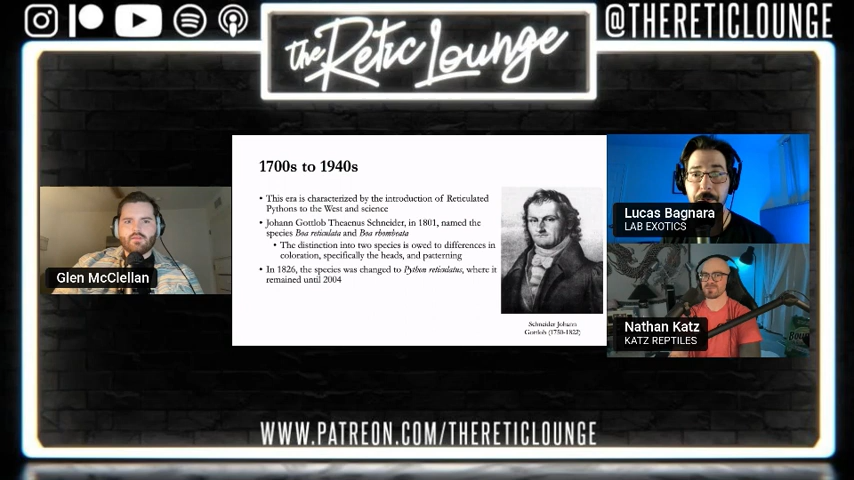 the Retic Lounge
@THERETICLOUNGE
1700s to 1940s
• This era is characterized by the introduction of Reticulated
Pythons to the West and science
• Johann Gottlob Theaenus Schneider, in 1801, named the
species Boa reticulata and Boa rhombeata
• The distinction into two species is owed to differences in
coloration, specifically the heads, and patterning
• In 1826, the species was changed to Python reticulatus, where it
remained until 2004
Schneider Johann
Gottlob (1750-1822)
Glen McClellan
Lucas Bagnara
LAB EXOTICS
Nathan Katz
KATZ REPTILES
WWW.PATREON.COM/THERETICLOUNGE